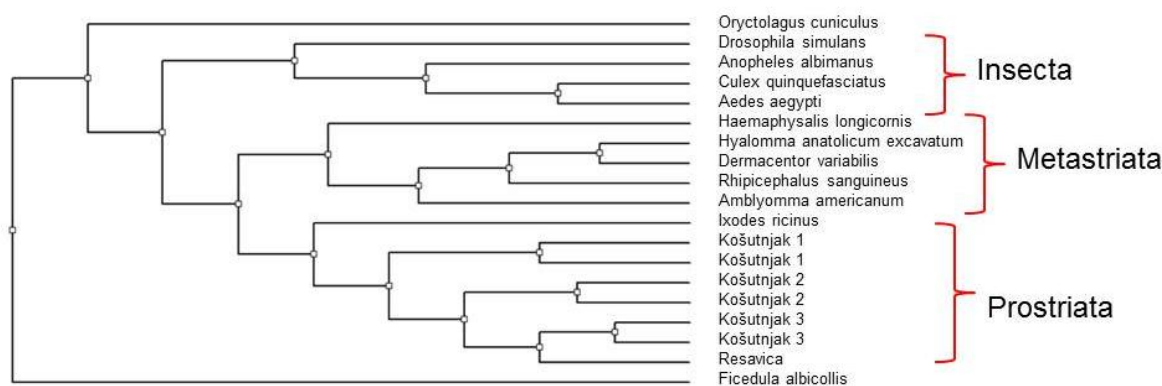 Oryctolagus cuniculus
Drosophila simulans
Anopheles albimanus
Culex quinquefasciatus
Aedes aegypti
Insecta
Haemaphysalis longicornis
Hyalomma anatolicum excavatum
Dermacentor variabilis
Rhipicephalus sanguineus
Amblyomma americanum
Metastriata
Ixodes ricinus
Košutnjak 1
Košutnjak 1
Košutnjak 2
Košutnjak 2
Košutnjak 3
Košutnjak 3
Resavica
Prostriata
Ficedula albicollis